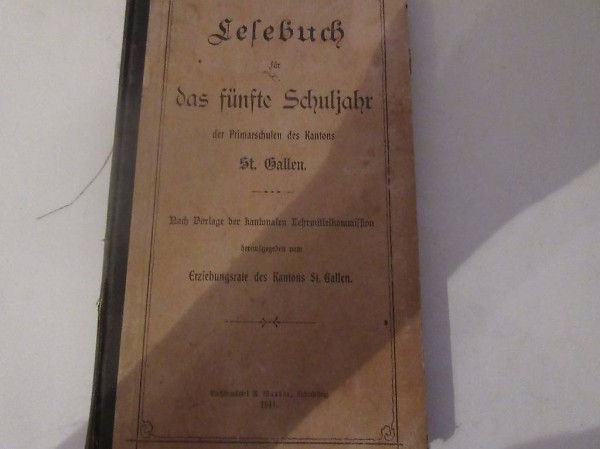 Lesebuch
für
das fünfte Schuljahr
der Primarschulen des Kantons
St. Gallen.
Nach Vorlage der kantonalen Lehrmittelkommission
herausgegeben vom
Erziehungsrate des Kantons St. Gallen.
Buchdruckerei